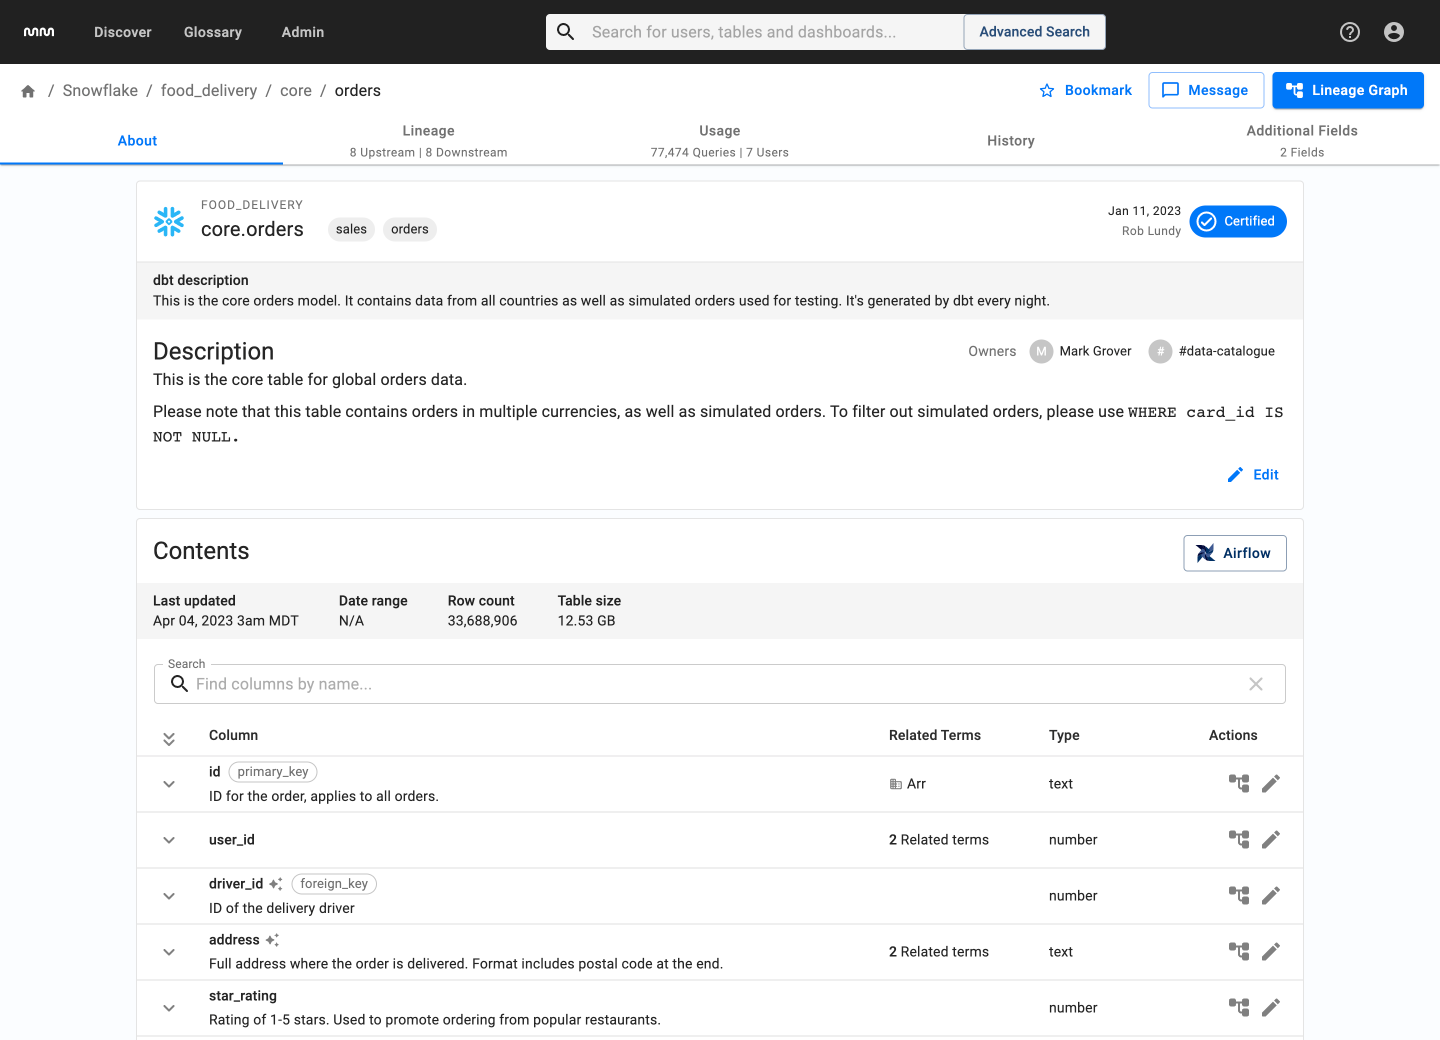 Discover Glossary Admin Search for users, tables and dashboards... Advanced Search
/ Snowflake / food_delivery / core / orders Bookmark Message Lineage Graph
About
Lineage
8 Upstream | 8 Downstream
Usage
77,474 Queries | 7 Users
History
Additional Fields
2 Fields
FOOD_DELIVERY
core.orders sales orders
Jan 11, 2023
Rob Lundy
Certified
dbt description
This is the core orders model. It contains data from all countries as well as simulated orders used for testing. It's generated by dbt every night.
Description
Owners M Mark Grover # #data-catalogue
This is the core table for global orders data.
Please note that this table contains orders in multiple currencies, as well as simulated orders. To filter out simulated orders, please use WHERE card_id IS
NOT NULL.
Edit
Contents
Airflow
Last updated Date range Row count Table size
Apr 04, 2023 3am MDT N/A 33,688,906 12.53 GB
Search
Find columns by name...
Column Related Terms Type Actions
id primary_key
ID for the order, applies to all orders.
Arr text
user_id 2 Related terms number
driver_id foreign_key
ID of the delivery driver
number
address
Full address where the order is delivered. Format includes postal code at the end.
2 Related terms text
star_rating
Rating of 1-5 stars. Used to promote ordering from popular restaurants.
number